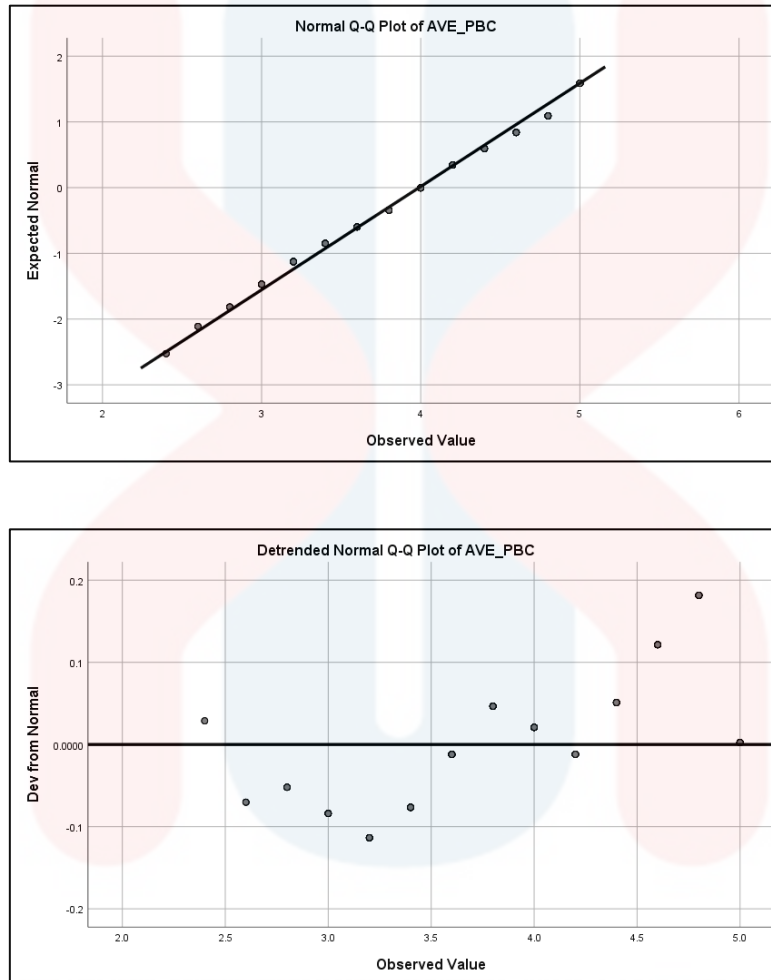 Normal Q-Q Plot of AVE_PBC
2
1
0
-1
-2
-3
Expected Normal
2 3 4 5 6
Observed Value
Detrended Normal Q-Q Plot of AVE_PBC
0.2
0.1
0.0000
-0.1
-0.2
Dev from Normal
2.0 2.5 3.0 3.5 4.0 4.5 5.0
Observed Value